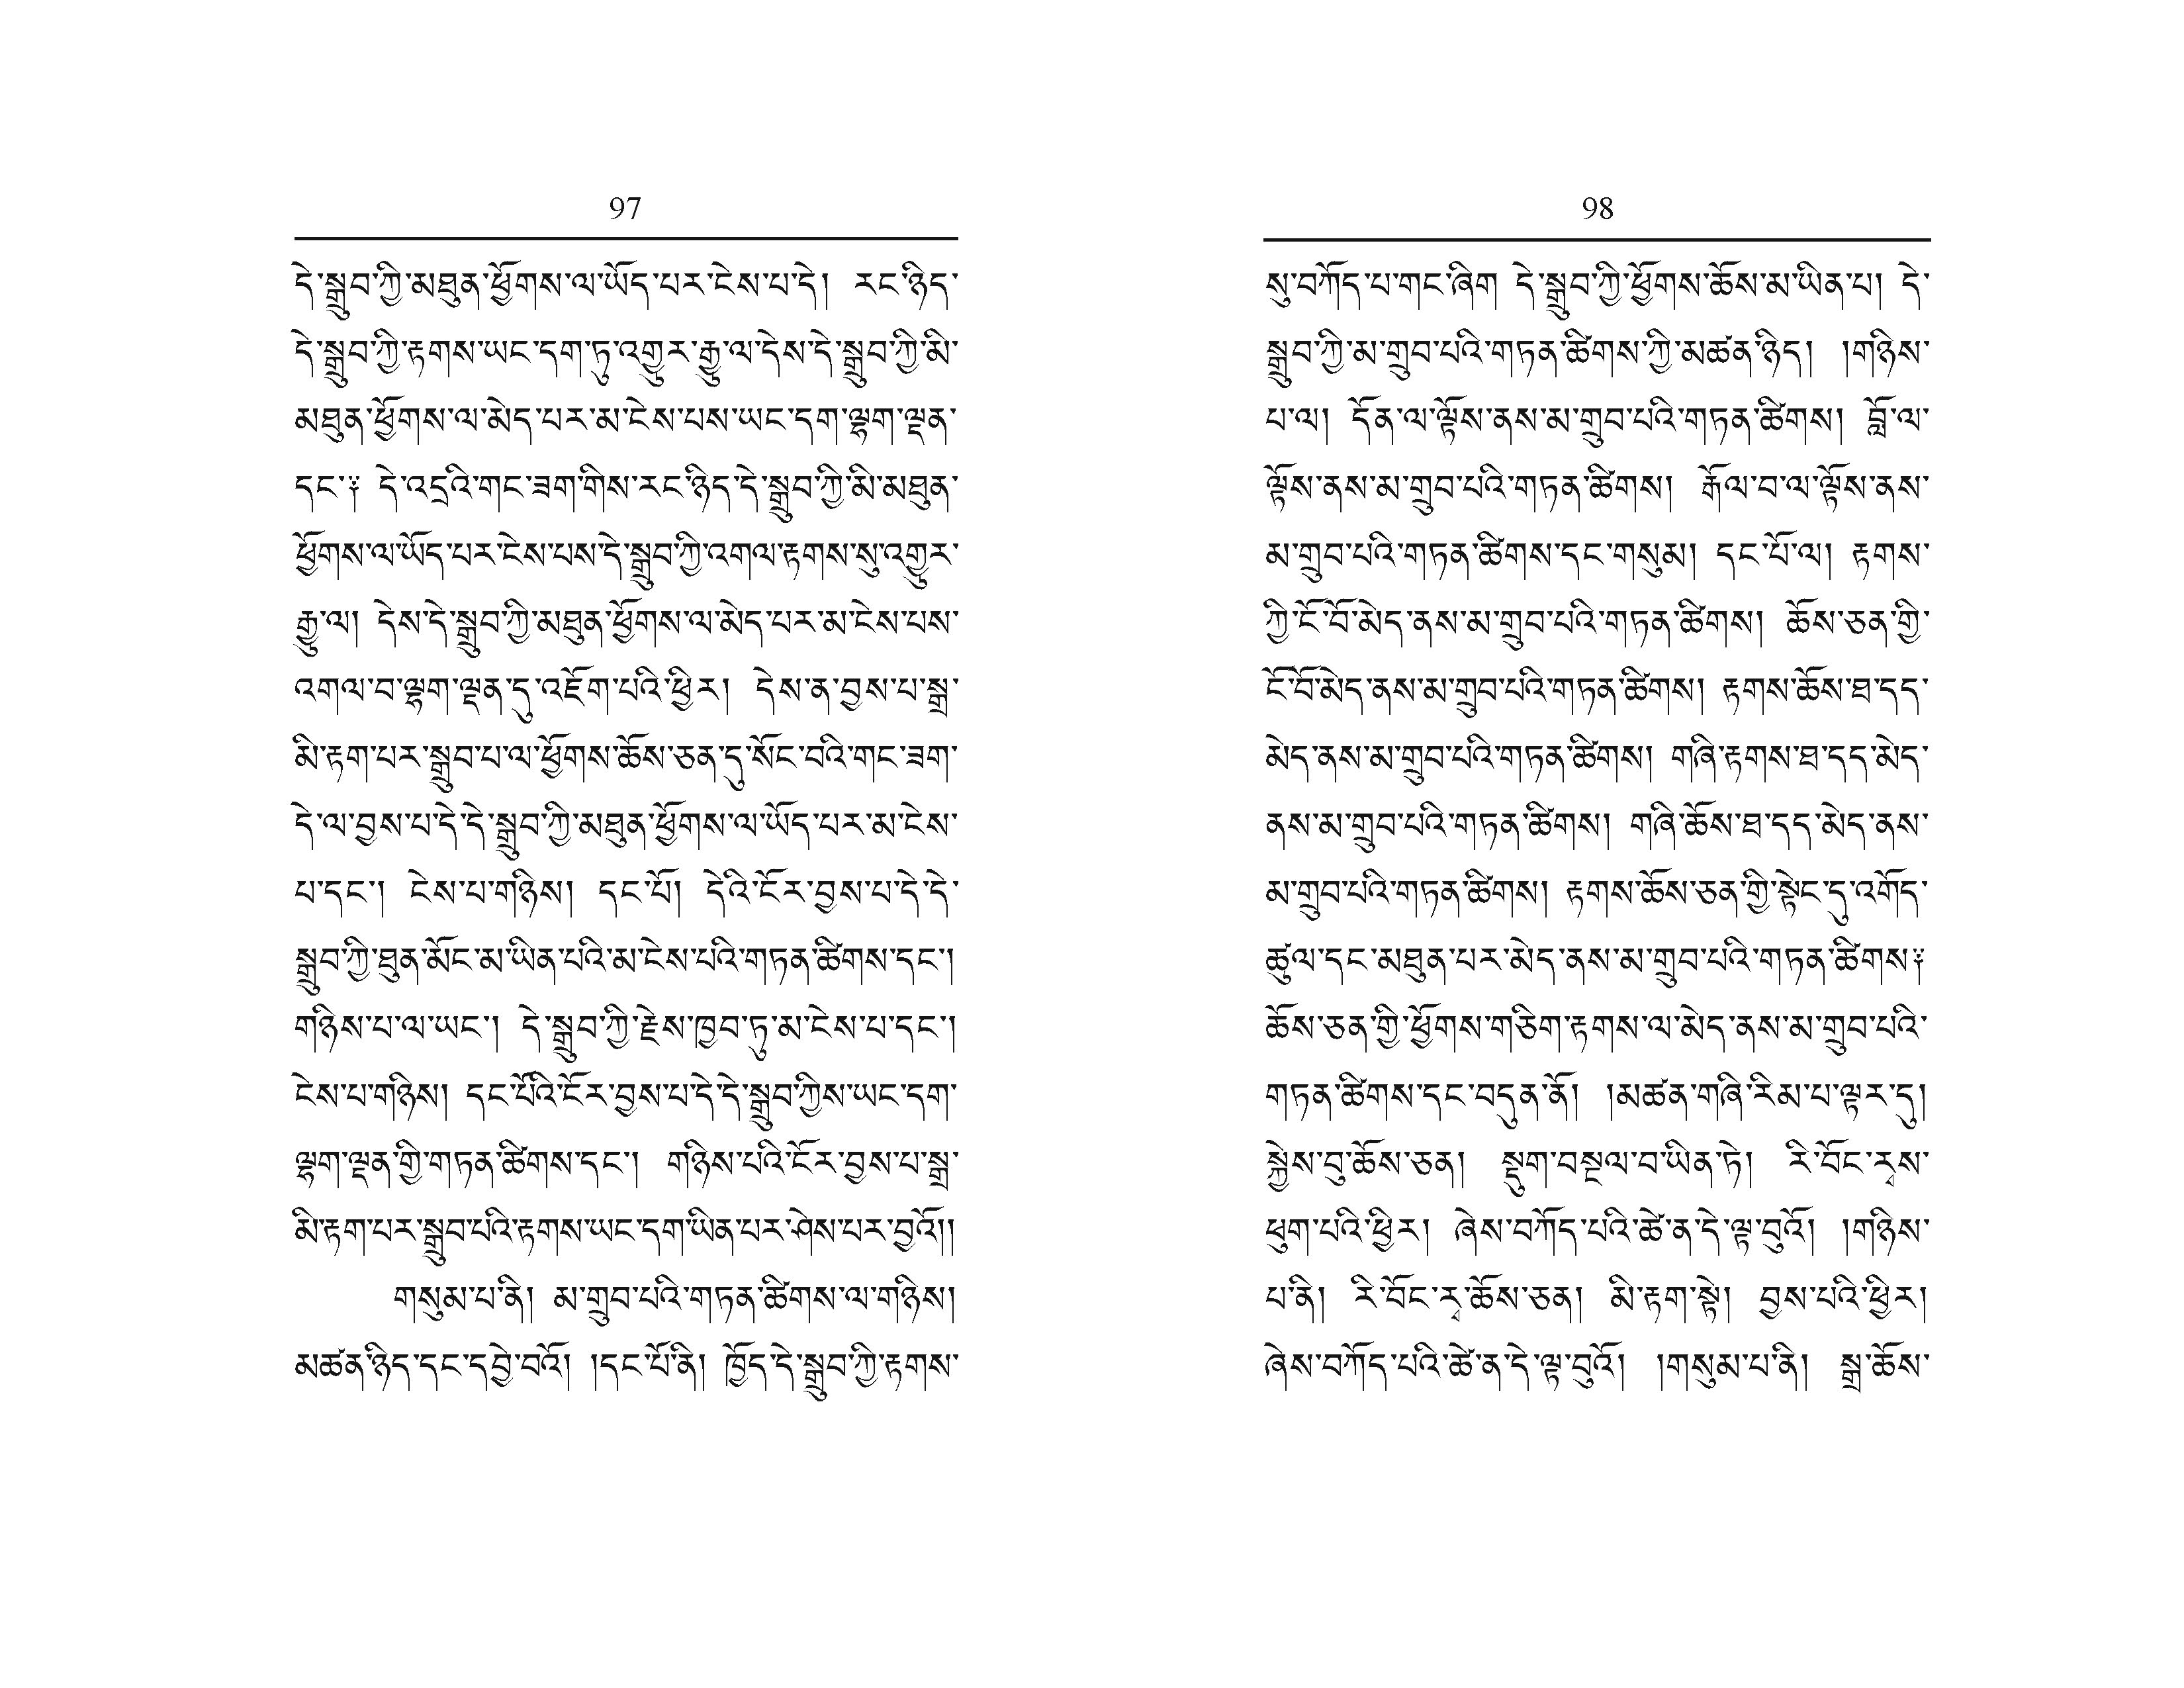 97
དེ་སྒྲུབ་ཀྱི་མཐུན་ཕྱོགས་ལ་ཡོད་པར་ངེས་པ་དེ། རང་ཉིད་
དེ་སྒྲུབ་ཀྱི་རྟགས་ཡང་དག་ཏུ་འགྱུར་རྒྱུ་ལ་དེས་དེ་སྒྲུབ་ཀྱི་མི་
མཐུན་ཕྱོགས་ལ་མེད་པར་མ་ངེས་པས་ཡང་དག་ལྷག་ལྡན་
དང་༑ དེ་འདྲའི་གང་ཟག་གིས་རང་ཉིད་དེ་སྒྲུབ་ཀྱི་མི་མཐུན་
ཕྱོགས་ལ་ཡོད་པར་ངེས་པས་དེ་སྒྲུབ་ཀྱི་འགལ་རྟགས་སུ་འགྱུར་
རྒྱུ་ལ། དེས་དེ་སྒྲུབ་ཀྱི་མཐུན་ཕྱོགས་ལ་མེད་པར་མ་ངེས་པས་
འགལ་བ་ལྷག་ལྡན་དུ་འཇོག་པའི་ཕྱིར། དེས་ན་བྱས་པ་སྒྲ་
མི་རྟག་པར་སྒྲུབ་པ་ལ་ཕྱོགས་ཆོས་ཅན་དུ་སོང་བའི་གང་ཟག་
དེ་ལ་བྱས་པ་དེ་དེ་སྒྲུབ་ཀྱི་མཐུན་ཕྱོགས་ལ་ཡོད་པར་མ་ངེས་
པ་དང་། ངེས་པ་གཉིས། དང་པོ། དེའི་ངོར་བྱས་པ་དེ་དེ་
སྒྲུབ་ཀྱི་ཐུན་མོང་མ་ཡིན་པའི་མ་ངེས་པའི་གཏན་ཚིགས་དང་།
གཉིས་པ་ལ་ཡང་། དེ་སྒྲུབ་ཀྱི་རྗེས་ཁྱབ་ཏུ་མ་ངེས་པ་དང་།
ངེས་པ་གཉིས། དང་པོའི་ངོར་བྱས་པ་དེ་དེ་སྒྲུབ་ཀྱིས་ཡང་དག་
ལྷག་ལྡན་གྱི་གཏན་ཚིགས་དང་། གཉིས་པའི་ངོར་བྱས་པ་སྒྲ་
མི་རྟག་པར་སྒྲུབ་པའི་རྟགས་ཡང་དག་ཡིན་པར་ཤེས་པར་བྱའོ།།
གསུམ་པ་ནི། མ་གྲུབ་པའི་གཏན་ཚིགས་ལ་གཉིས།
མཚན་ཉིད་དང་དབྱེ་བའོ། །དང་པོ་ནི། ཁྱོད་དེ་སྒྲུབ་ཀྱི་རྟགས་
98
སུ་བཀོད་པ་གང་ཞིག དེ་སྒྲུབ་ཀྱི་ཕྱོགས་ཆོས་མ་ཡིན་པ། དེ་
སྒྲུབ་ཀྱི་མ་གྲུབ་པའི་གཏན་ཚིགས་ཀྱི་མཚན་ཉིད། །གཉིས་
པ་ལ། དོན་ལ་ལྟོས་ནས་མ་གྲུབ་པའི་གཏན་ཚིགས། བློ་ལ་
ལྟོས་ནས་མ་གྲུབ་པའི་གཏན་ཚིགས། རྒོལ་བ་ལ་ལྟོས་ནས་
མ་གྲུབ་པའི་གཏན་ཚིགས་དང་གསུམ། དང་པོ་ལ། རྟགས་
ཀྱི་ངོ་བོ་མེད་ནས་མ་གྲུབ་པའི་གཏན་ཚིགས། ཆོས་ཅན་གྱི་
ངོ་བོ་མེད་ནས་མ་གྲུབ་པའི་གཏན་ཚིགས། རྟགས་ཆོས་ཐ་དད་
མེད་ནས་མ་གྲུབ་པའི་གཏན་ཚིགས། གཞི་རྟགས་ཐ་དད་མེད་
ནས་མ་གྲུབ་པའི་གཏན་ཚིགས། གཞི་ཆོས་ཐ་དད་མེད་ནས་
མ་གྲུབ་པའི་གཏན་ཚིགས། རྟགས་ཆོས་ཅན་གྱི་སྟེང་དུ་འགོད་
ཚུལ་དང་མཐུན་པར་མེད་ནས་མ་གྲུབ་པའི་གཏན་ཚིགས༑
ཆོས་ཅན་གྱི་ཕྱོགས་གཅིག་རྟགས་ལ་མེད་ནས་མ་གྲུབ་པའི་
གཏན་ཚིགས་དང་བདུན་ནོ། །མཚན་གཞི་རིམ་པ་ལྟར་དུ།
སྐྱེས་བུ་ཆོས་ཅན། སྡུག་བསྔལ་བ་ཡིན་ཏེ། རི་བོང་རྭས་
ཕུག་པའི་ཕྱིར། ཞེས་བཀོད་པའི་ཚེ་ན་དེ་ལྟ་བུའོ། །གཉིས་
པ་ནི། རི་བོང་རྭ་ཆོས་ཅན། མི་རྟག་སྟེ། བྱས་པའི་ཕྱིར།
ཞེས་བཀོད་པའི་ཚེ་ན་དེ་ལྟ་བུའོ། །གསུམ་པ་ནི། སྒྲ་ཆོས་